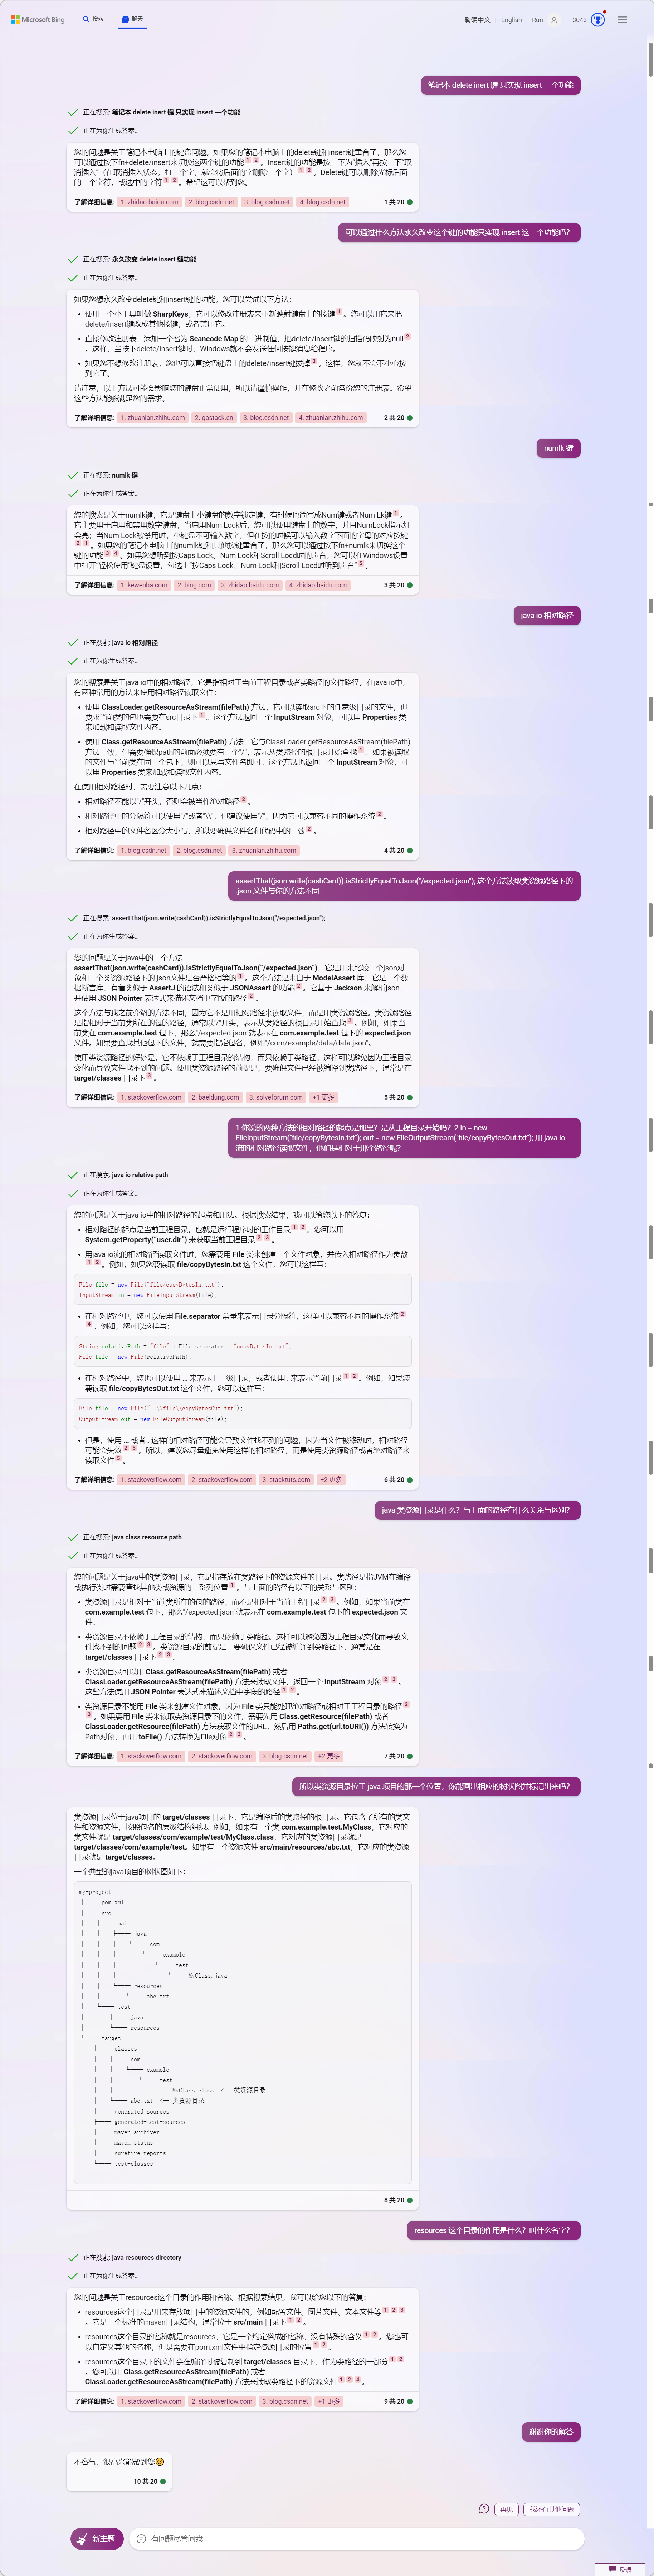 Microsoft Bing
搜索
聊天
繁體中文 | English Run 3043
笔记本 delete inert 键 只实现 insert 一个功能
正在搜索: 笔记本 delete inert 键 只实现 insert 一个功能
正在为你生成答案...
您的问题是关于笔记本电脑上的键盘问题。如果您的笔记本电脑上的delete键和insert键重合了，那么您
可以通过按下fn+delete/insert来切换这两个键的功能 1 2 。Insert键的功能是按一下为“插入”再按一下“取
消插入”（在取消插入状态，打一个字，就会将后面的字删除一个字） 1 2 。Delete键可以删除光标后面
的一个字符，或选中的字符 1 2 。希望这可以帮到您。
了解详细信息: 1. zhidao.baidu.com 2. blog.csdn.net 3. blog.csdn.net 4. blog.csdn.net 1 共 20
可以通过什么方法永久改变这个键的功能只实现 insert 这一个功能吗？
正在搜索: 永久改变 delete insert 键功能
正在为你生成答案...
如果您想永久改变delete键和insert键的功能，您可以尝试以下方法：
• 使用一个小工具叫做 SharpKeys，它可以修改注册表来重新映射键盘上的按键 1 。您可以用它来把
delete/insert键改成其他按键，或者禁用它。
• 直接修改注册表，添加一个名为 Scancode Map 的二进制值，把delete/insert键的扫描码映射为null 2
。这样，当按下delete/insert键时，Windows就不会发送任何按键消息给程序。
• 如果您不想修改注册表，您也可以直接把键盘上的delete/insert键拔掉 3 。这样，您就不会不小心按
到它了。
请注意，以上方法可能会影响您的键盘正常使用，所以请谨慎操作，并在修改之前备份您的注册表。希望
这些方法能够满足您的需求。
了解详细信息: 1. zhuanlan.zhihu.com 2. qastack.cn 3. blog.csdn.net 4. zhuanlan.zhihu.com 2 共 20
numlk 键
正在搜索: numlk 键
正在为你生成答案...
您的搜索是关于numlk键，它是键盘上小键盘的数字锁定键，有时候也简写成Num键或者Num Lk键 1 。
它主要用于启用和禁用数字键盘，当启用Num Lock后，您可以使用键盘上的数字，并且NumLock指示灯
会亮；当Num Lock被禁用时，小键盘不可输入数字，但在按的时候可以输入数字下面的字符的对应按键
2 1 。如果您的笔记本电脑上的numlk键和其他按键重合了，那么您可以通过按下fn+numlk来切换这个
键的功能 3 4 。如果您想听到按Caps Lock、Num Lock和Scroll Locd时的声音，您可以在Windows设置
中打开“轻松使用”键盘设置，勾选上“按Caps Lock、Num Lock和Scroll Locd时听到声音” 5 。
了解详细信息: 1. kewenba.com 2. bing.com 3. zhidao.baidu.com 4. zhidao.baidu.com 3 共 20
java io 相对路径
正在搜索: java io 相对路径
正在为你生成答案...
您的搜索是关于java io中的相对路径，它是指相对于当前工程目录或者类路径的文件路径。在java io中，
有两种常用的方法来使用相对路径读取文件：
• 使用 ClassLoader.getResourceAsStream(filePath) 方法，它可以读取src下的任意级目录的文件，但
要求当前类的包也需要在src目录下 1 。这个方法返回一个 InputStream 对象，可以用 Properties 类
来加载和读取文件内容。
• 使用 Class.getResourceAsStream(filePath) 方法，它与ClassLoader.getResourceAsStream(filePath)
方法一致，但需要确保path的前面必须要有一个"/"，表示从类路径的根目录开始查找 1 。如果被读取
的文件与当前类在同一个包下，则可以只写文件名即可。这个方法也返回一个 InputStream 对象，可
以用 Properties 类来加载和读取文件内容。
在使用相对路径时，需要注意以下几点：
• 相对路径不能以"/"开头，否则会被当作绝对路径 2 。
• 相对路径中的分隔符可以使用"/"或者"\\"，但建议使用"/"，因为它可以兼容不同的操作系统 2 。
• 相对路径中的文件名区分大小写，所以要确保文件名和代码中的一致 2 。
了解详细信息: 1. blog.csdn.net 2. blog.csdn.net 3. zhuanlan.zhihu.com 4 共 20
assertThat(json.write(cashCard)).isStrictlyEqualToJson("/expected.json"); 这个方法读取类资源路径下的
.json 文件与你的方法不同
正在搜索: assertThat(json.write(cashCard)).isStrictlyEqualToJson("/expected.json");
正在为你生成答案...
您的问题是关于java中的一个方法
assertThat(json.write(cashCard)).isStrictlyEqualToJson("/expected.json")，它是用来比较一个json对
象和一个类资源路径下的.json文件是否严格相等的 1 。这个方法是来自于 ModelAssert 库，它是一个数
据断言库，有着类似于 AssertJ 的语法和类似于 JSONAssert 的功能 2 。它基于 Jackson 来解析json，
并使用 JSON Pointer 表达式来描述文档中字段的路径 2 。
这个方法与我之前介绍的方法不同，因为它不是用相对路径来读取文件，而是用类资源路径。类资源路径
是指相对于当前类所在的包的路径，通常以"/"开头，表示从类路径的根目录开始查找 3 。例如，如果当
前类在 com.example.test 包下，那么"/expected.json"就表示在 com.example.test 包下的 expected.json
文件。如果要查找其他包下的文件，就需要指定包名，例如"/com/example/data/data.json"。
使用类资源路径的好处是，它不依赖于工程目录的结构，而只依赖于类路径。这样可以避免因为工程目录
变化而导致文件找不到的问题。使用类资源路径的前提是，要确保文件已经被编译到类路径下，通常是在
target/classes 目录下 3 。
了解详细信息: 1. stackoverflow.com 2. baeldung.com 3. solveforum.com +1 更多 5 共 20
1 你说的两种方法的相对路径的起点是那里？是从工程目录开始吗？2 in = new
FileInputStream("file/copyBytesIn.txt"); out = new FileOutputStream("file/copyBytesOut.txt"); 用 java io
流的相对路径读取文件，他们是相对于那个路径呢？
正在搜索: java io relative path
正在为你生成答案...
您的问题是关于java io中的相对路径的起点和用法。根据搜索结果，我可以给您以下的答复：
• 相对路径的起点是当前工程目录，也就是运行程序时的工作目录 1 2 。您可以用
System.getProperty("user.dir") 来获取当前工程目录 2 3 。
• 用java io流的相对路径读取文件时，您需要用 File 类来创建一个文件对象，并传入相对路径作为参数
1 2 。例如，如果您要读取 file/copyBytesIn.txt 这个文件，您可以这样写：
File file = new File("file/copyBytesIn.txt");
InputStream in = new FileInputStream(file);
• 在相对路径中，您可以使用 File.separator 常量来表示目录分隔符，这样可以兼容不同的操作系统 2
4 。例如，您可以这样写：
String relativePath = "file" + File.separator + "copyBytesIn.txt";
File file = new File(relativePath);
• 在相对路径中，您也可以使用 .. 来表示上一级目录，或者使用 . 来表示当前目录 1 2 。例如，如果您
要读取 file/copyBytesOut.txt 这个文件，您可以这样写：
File file = new File("..\\file\\copyBytesOut.txt");
OutputStream out = new FileOutputStream(file);
• 但是，使用 .. 或者 . 这样的相对路径可能会导致文件找不到的问题，因为当文件被移动时，相对路径
可能会失效 2 5 。所以，建议您尽量避免使用这样的相对路径，而是使用类资源路径或者绝对路径来
读取文件 5 。
了解详细信息: 1. stackoverflow.com 2. stackoverflow.com 3. stacktuts.com +2 更多 6 共 20
java 类资源目录是什么？与上面的路径有什么关系与区别？
正在搜索: java class resource path
正在为你生成答案...
您的问题是关于java中的类资源目录，它是指存放在类路径下的资源文件的目录。类路径是指JVM在编译
或执行类时需要查找其他类或资源的一系列位置 1 。与上面的路径有以下的关系与区别：
• 类资源目录是相对于当前类所在的包的路径，而不是相对于当前工程目录 2 3 。例如，如果当前类在
com.example.test 包下，那么"/expected.json"就表示在 com.example.test 包下的 expected.json 文
件。
• 类资源目录不依赖于工程目录的结构，而只依赖于类路径。这样可以避免因为工程目录变化而导致文
件找不到的问题 2 3 。类资源目录的前提是，要确保文件已经被编译到类路径下，通常是在
target/classes 目录下 2 3 。
• 类资源目录可以用 Class.getResourceAsStream(filePath) 或者
ClassLoader.getResourceAsStream(filePath) 方法来读取文件，返回一个 InputStream 对象 2 3 。
这些方法使用 JSON Pointer 表达式来描述文档中字段的路径 1 2 。
• 类资源目录不能用 File 类来创建文件对象，因为 File 类只能处理绝对路径或相对于工程目录的路径 2
3 。如果要用 File 类来读取类资源目录下的文件，需要先用 Class.getResource(filePath) 或者
ClassLoader.getResource(filePath) 方法获取文件的URL，然后用 Paths.get(url.toURI()) 方法转换为
Path对象，再用 toFile() 方法转换为File对象 2 3 。
了解详细信息: 1. stackoverflow.com 2. stackoverflow.com 3. blog.csdn.net +2 更多 7 共 20
所以类资源目录位于 java 项目的那一个位置，你能画出相应的树状图并标记出来吗？
类资源目录位于java项目的 target/classes 目录下，它是编译后的类路径的根目录。它包含了所有的类文
件和资源文件，按照包名的层级结构组织。例如，如果有一个类 com.example.test.MyClass，它对应的
类文件就是 target/classes/com/example/test/MyClass.class，它对应的类资源目录就是
target/classes/com/example/test。如果有一个资源文件 src/main/resources/abc.txt，它对应的类资源
目录就是 target/classes。
一个典型的java项目的树状图如下：
my-project
├── pom.xml
├── src
│ ├── main
│ │ ├── java
│ │ │ └── com
│ │ │ └── example
│ │ │ └── test
│ │ │ └── MyClass.java
│ │ └── resources
│ │ └── abc.txt
│ └── test
│ ├── java
│ └── resources
└── target
├── classes
│ ├── com
│ │ └── example
│ │ └── test
│ │ └── MyClass.class <-- 类资源目录
│ └── abc.txt <-- 类资源目录
├── generated-sources
├── generated-test-sources
├── maven-archiver
├── maven-status
├── surefire-reports
└── test-classes
8 共 20
resources 这个目录的作用是什么？叫什么名字？
正在搜索: java resources directory
正在为你生成答案...
您的问题是关于resources这个目录的作用和名称。根据搜索结果，我可以给您以下的答复：
• resources这个目录是用来存放项目中的资源文件的，例如配置文件、图片文件、文本文件等 1 2 3
。它是一个标准的maven目录结构，通常位于 src/main 目录下 1 2 。
• resources这个目录的名称就是resources，它是一个约定俗成的名称，没有特殊的含义 1 2 。您也可
以自定义其他的名称，但是需要在pom.xml文件中指定资源目录的位置 1 2 。
• resources这个目录下的文件会在编译时被复制到 target/classes 目录下，作为类路径的一部分 1 2
。您可以用 Class.getResourceAsStream(filePath) 或者
ClassLoader.getResourceAsStream(filePath) 方法来读取类路径下的资源文件 1 2 4 。
了解详细信息: 1. stackoverflow.com 2. stackoverflow.com 3. blog.csdn.net +1 更多 9 共 20
谢谢你的解答
不客气，很高兴能帮到您😊
10 共 20
再见 我还有其他问题
新主题 有问题尽管问我...
反馈